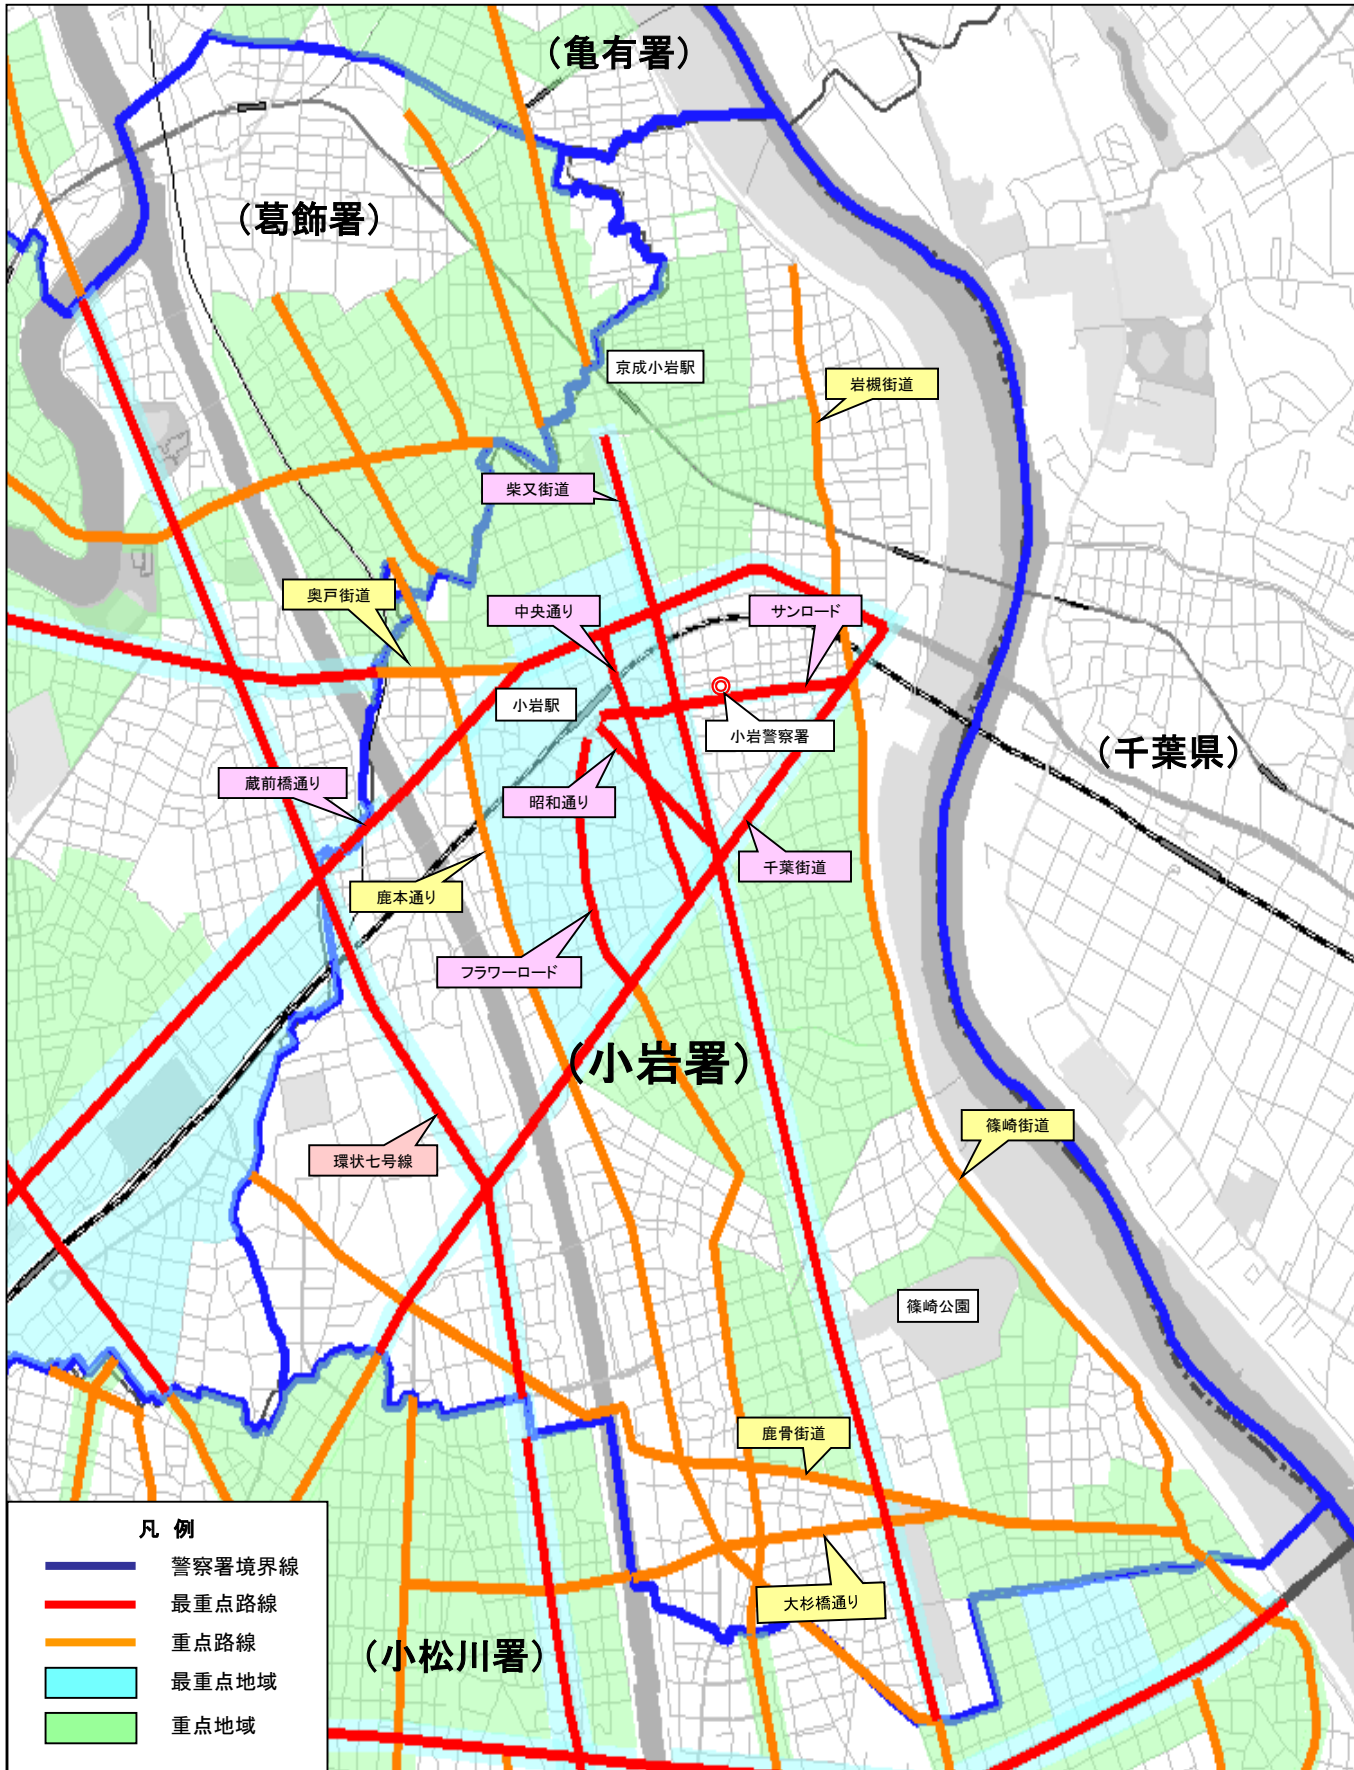 （亀有署）
（葛飾署）
京成小岩駅
岩槻街道
柴又街道
奥戸街道
中央通り
サンロード
小岩駅
小岩警察署
（千葉県）
蔵前橋通り
昭和通り
千葉街道
鹿本通り
フラワーロード
（小岩署）
篠崎街道
環状七号線
篠崎公園
鹿骨街道
大杉橋通り
（小松川署）
凡 例
警察署境界線
最重点路線
重点路線
最重点地域
重点地域